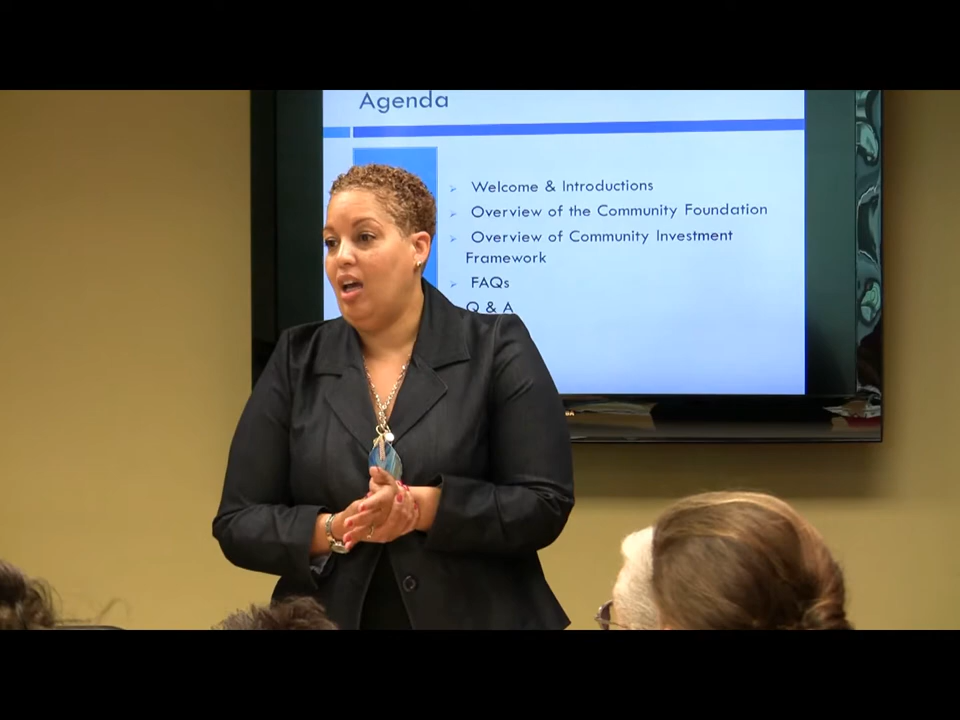 Agenda
➢ Welcome & Introductions
➢ Overview of the Community Foundation
➢ Overview of Community Investment
Framework
➢ FAQs
Q & A